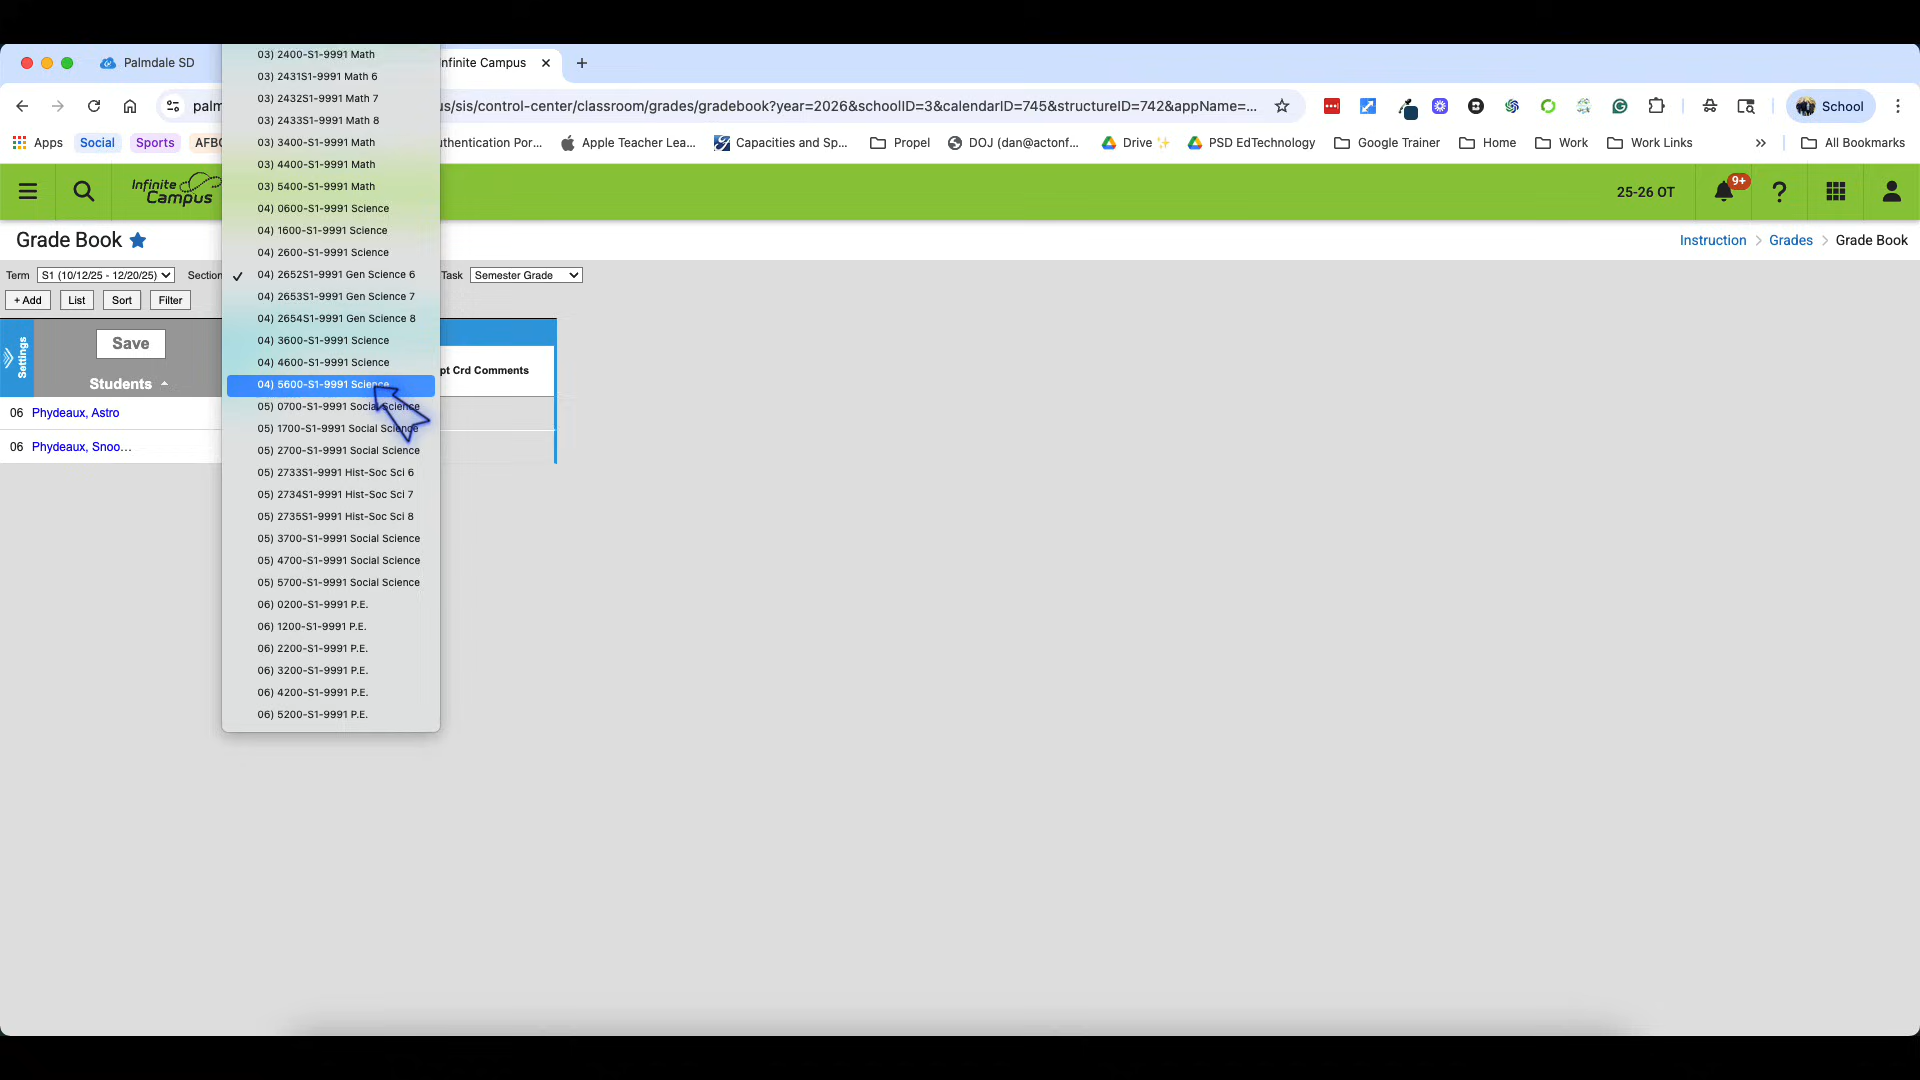 Palmdale SD
nfinite Campus
palm
us/sis/control-center/classroom/grades/gradebook?year=2026&schoolID=3&calendarID=745&structureID=742&appName=...
School
Apps
Social
Sports
AFBC
uthentication Por...
Apple Teacher Lea...
Capacities and Sp...
Propel
DOJ (dan@actonf...
Drive
PSD EdTechnology
Google Trainer
Home
Work
Work Links
All Bookmarks
Infinite
Campus
25-26 OT
9+
Grade Book
Instruction > Grades > Grade Book
Term S1 (10/12/25 - 12/20/25) Section
Task Semester Grade
+ Add List Sort Filter
Settings
Save
Students
pt Crd Comments
06 Phydeaux, Astro
06 Phydeaux, Snoo...
03) 2400-S1-9991 Math
03) 2431S1-9991 Math 6
03) 2432S1-9991 Math 7
03) 2433S1-9991 Math 8
03) 3400-S1-9991 Math
03) 4400-S1-9991 Math
03) 5400-S1-9991 Math
04) 0600-S1-9991 Science
04) 1600-S1-9991 Science
04) 2600-S1-9991 Science
04) 2652S1-9991 Gen Science 6
04) 2653S1-9991 Gen Science 7
04) 2654S1-9991 Gen Science 8
04) 3600-S1-9991 Science
04) 4600-S1-9991 Science
04) 5600-S1-9991 Science
05) 0700-S1-9991 Social Science
05) 1700-S1-9991 Social Science
05) 2700-S1-9991 Social Science
05) 2733S1-9991 Hist-Soc Sci 6
05) 2734S1-9991 Hist-Soc Sci 7
05) 2735S1-9991 Hist-Soc Sci 8
05) 3700-S1-9991 Social Science
05) 4700-S1-9991 Social Science
05) 5700-S1-9991 Social Science
06) 0200-S1-9991 P.E.
06) 1200-S1-9991 P.E.
06) 2200-S1-9991 P.E.
06) 3200-S1-9991 P.E.
06) 4200-S1-9991 P.E.
06) 5200-S1-9991 P.E.